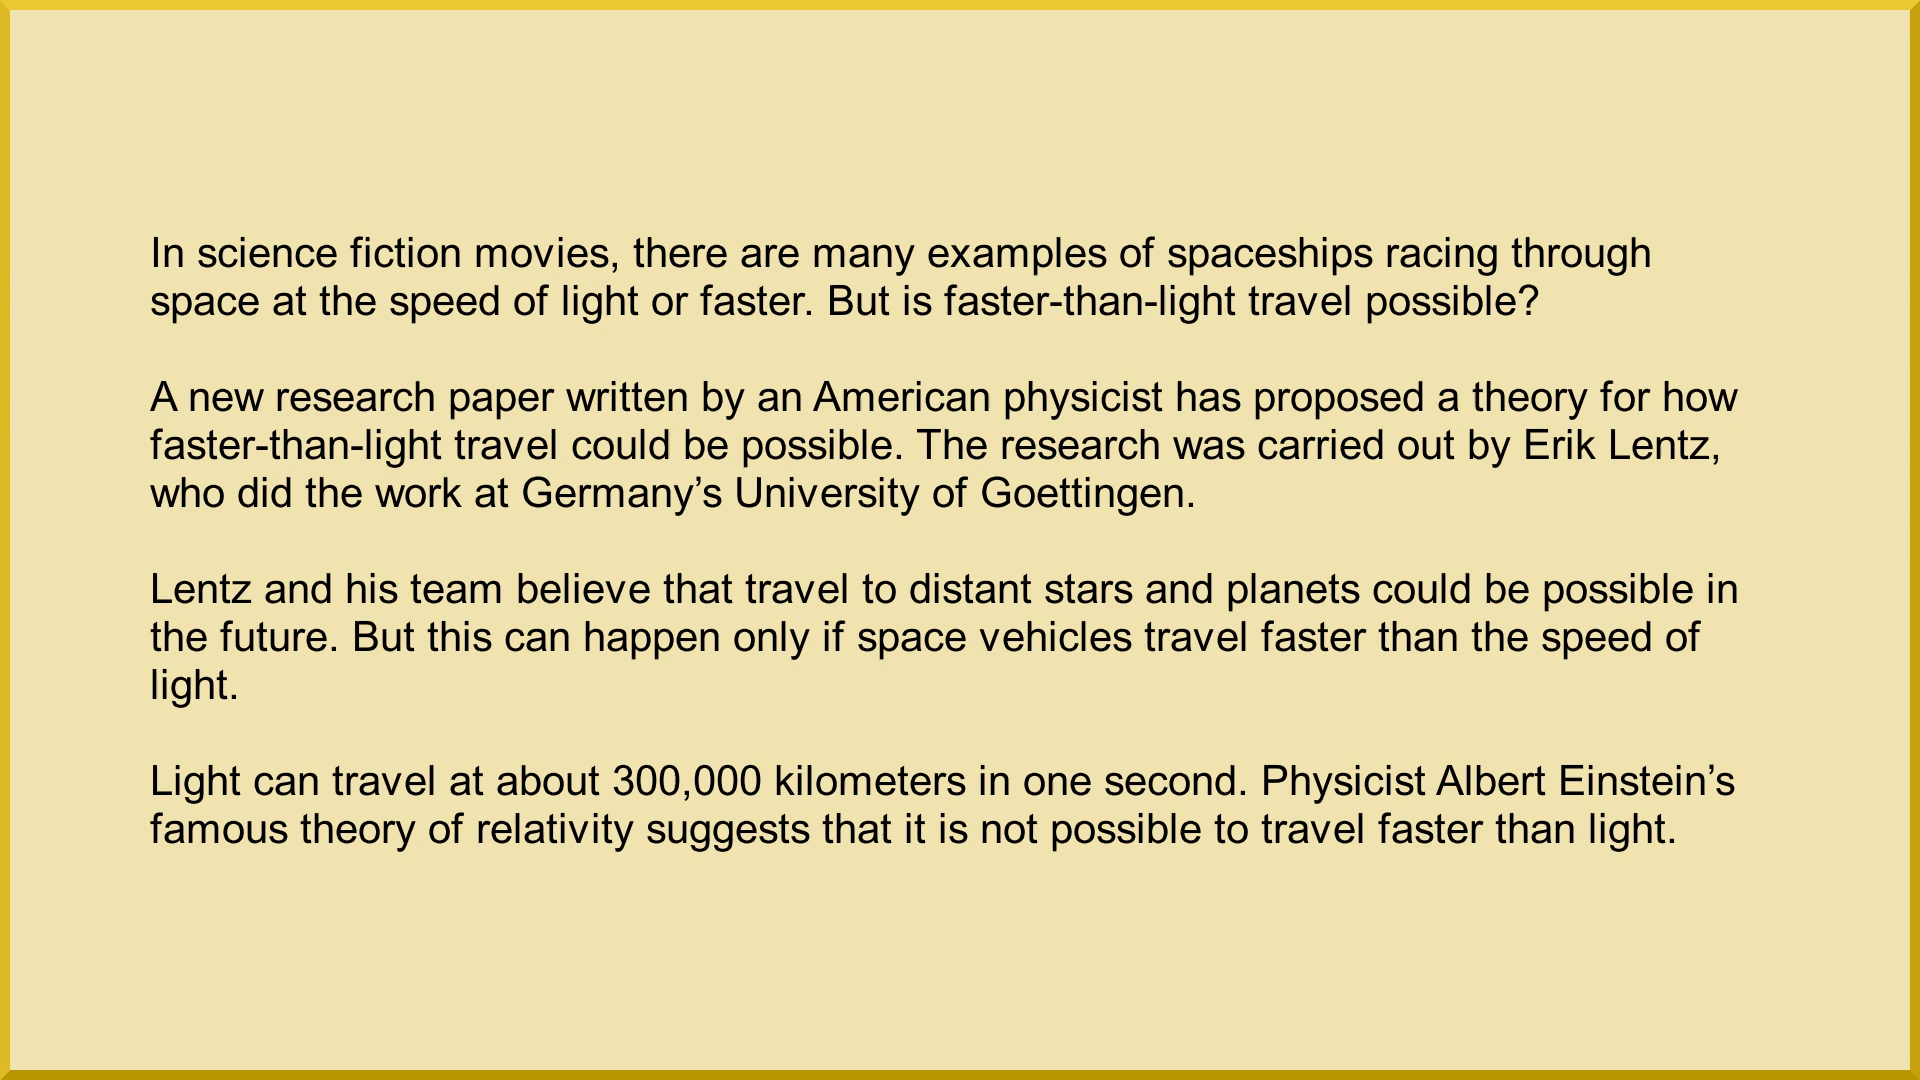 In science fiction movies, there are many examples of spaceships racing through
space at the speed of light or faster. But is faster-than-light travel possible?
A new research paper written by an American physicist has proposed a theory for how
faster-than-light travel could be possible. The research was carried out by Erik Lentz,
who did the work at Germany’s University of Goettingen.
Lentz and his team believe that travel to distant stars and planets could be possible in
the future. But this can happen only if space vehicles travel faster than the speed of
light.
Light can travel at about 300,000 kilometers in one second. Physicist Albert Einstein’s
famous theory of relativity suggests that it is not possible to travel faster than light.